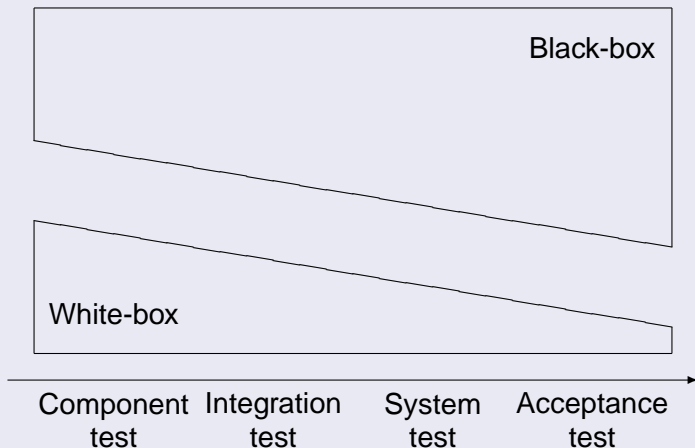 Black-box
White-box
Component Integration System Acceptance
test test test test